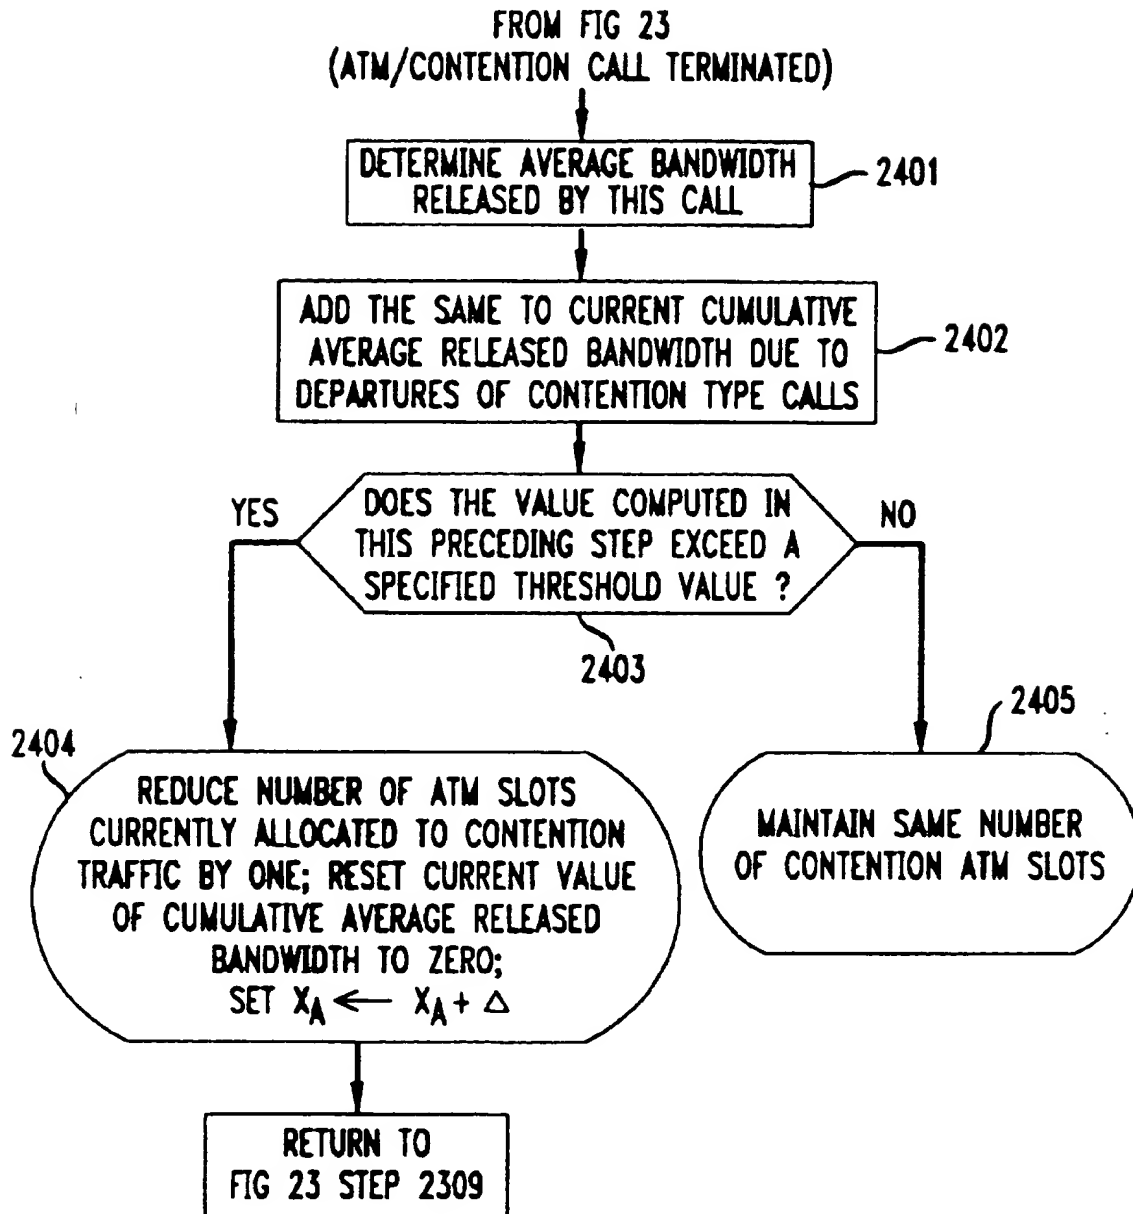 FROM FIG 23
(ATM/CONTENTION CALL TERMINATED)
DETERMINE AVERAGE BANDWIDTH
RELEASED BY THIS CALL
2401
ADD THE SAME TO CURRENT CUMULATIVE
AVERAGE RELEASED BANDWIDTH DUE TO
DEPARTURES OF CONTENTION TYPE CALLS
2402
DOES THE VALUE COMPUTED IN
THIS PRECEDING STEP EXCEED A
SPECIFIED THRESHOLD VALUE ?
YES
NO
2403
2404
REDUCE NUMBER OF ATM SLOTS
CURRENTLY ALLOCATED TO CONTENTION
TRAFFIC BY ONE; RESET CURRENT VALUE
OF CUMULATIVE AVERAGE RELEASED
BANDWIDTH TO ZERO;
SET X_A ← X_A + Δ
2405
MAINTAIN SAME NUMBER
OF CONTENTION ATM SLOTS
RETURN TO
FIG 23 STEP 2309